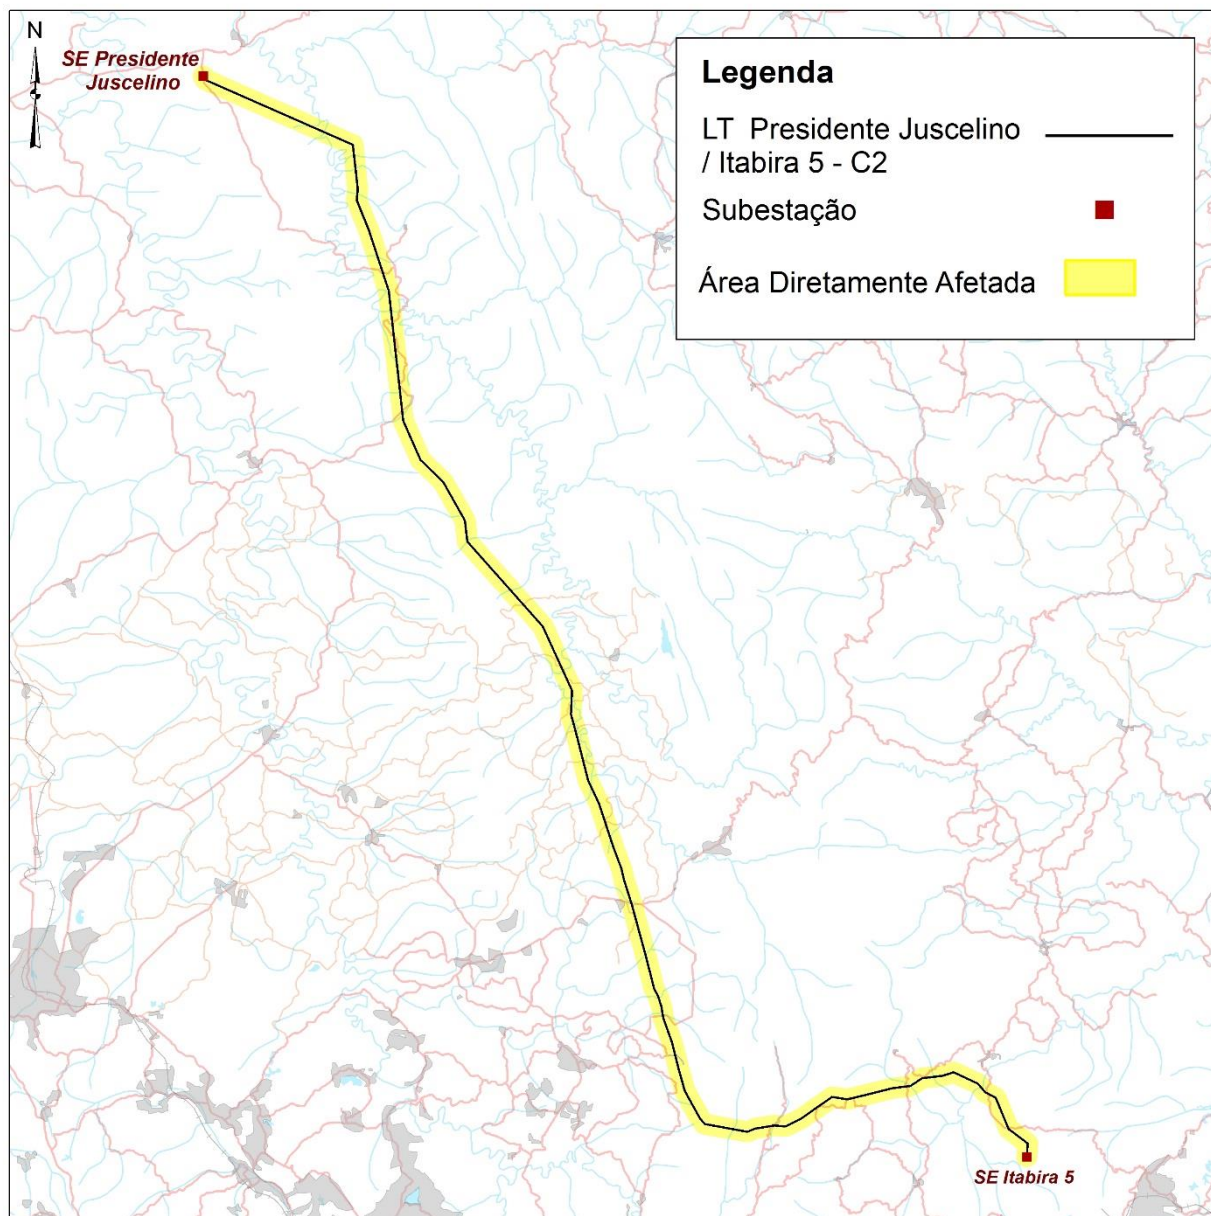 N
SE Presidente
Juscelino
Legenda
LT Presidente Juscelino
/ Itabira 5 - C2
Subestação
Área Diretamente Afetada
SE Itabira 5